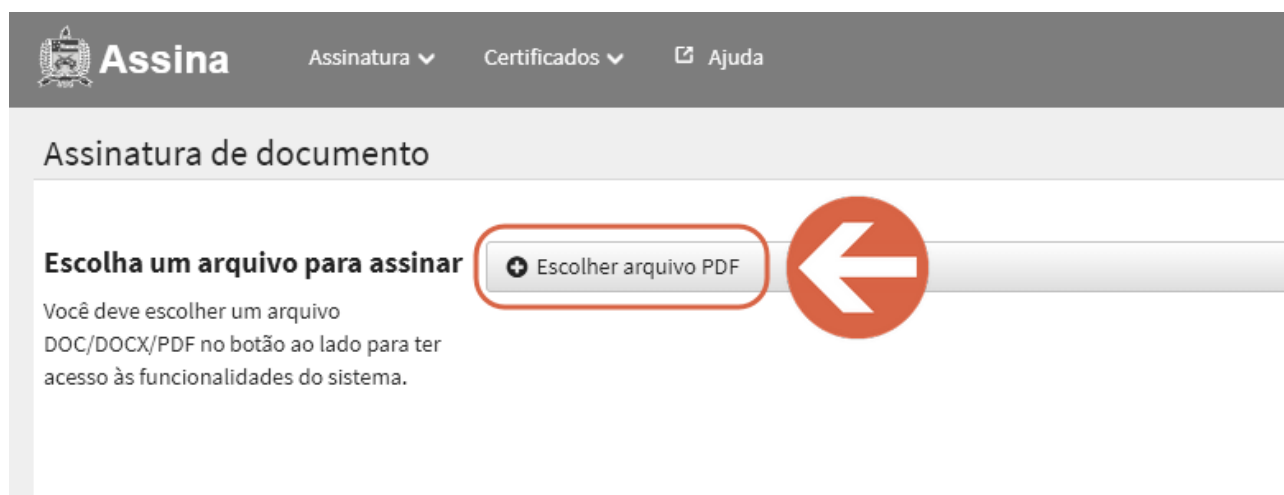 Assina Assinatura Certificados Ajuda
Assinatura de documento
Escolha um arquivo para assinar
Escolher arquivo PDF
Você deve escolher um arquivo
DOC/DOCX/PDF no botão ao lado para ter
acesso às funcionalidades do sistema.